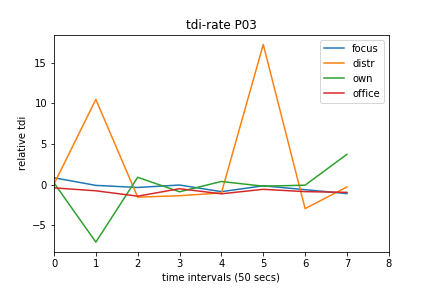 tdi-rate P03
focus
distr
own
office
relative tdi
15
10
5
0
−5
0 1 2 3 4 5 6 7 8
time intervals (50 secs)